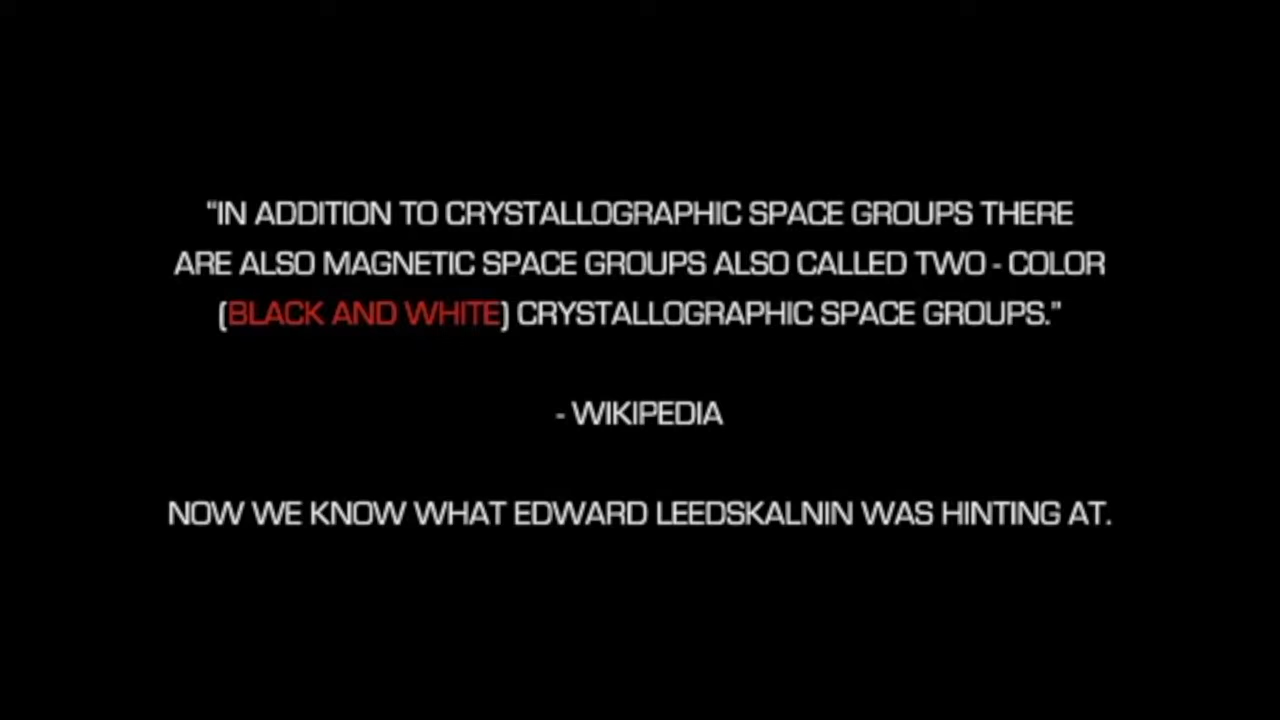 “IN ADDITION TO CRYSTALLOGRAPHIC SPACE GROUPS THERE
ARE ALSO MAGNETIC SPACE GROUPS ALSO CALLED TWO - COLOR
(BLACK AND WHITE) CRYSTALLOGRAPHIC SPACE GROUPS.”
- WIKIPEDIA
NOW WE KNOW WHAT EDWARD LEEDSKALNIN WAS HINTING AT.